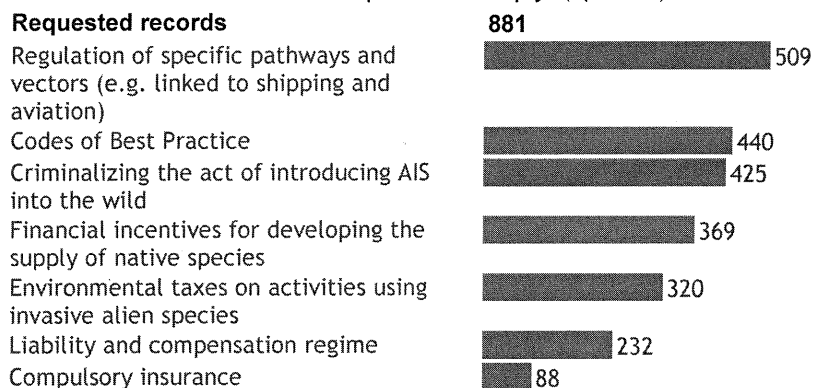 Requested records 881
Regulation of specific pathways and 509
vectors (e.g. linked to shipping and
aviation)
Codes of Best Practice 440
Criminalizing the act of introducing AIS 425
into the wild
Financial incentives for developing the 369
supply of native species
Environmental taxes on activities using 320
invasive alien species
Liability and compensation regime 232
Compulsory insurance 88